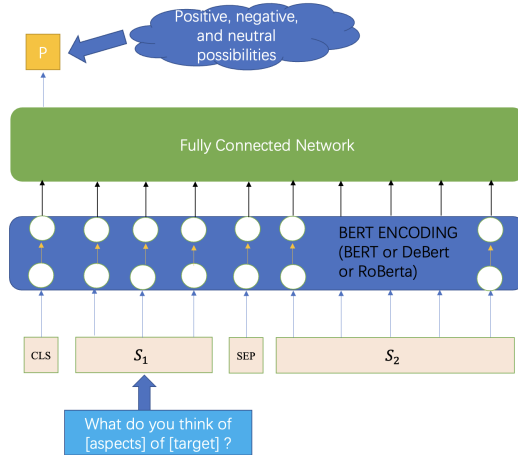 Positive, negative,
and neutral
possibilities
P
Fully Connected Network
BERT ENCODING
(BERT or DeBert
or RoBerta)
CLS
S1
SEP
S2
What do you think of
[aspects] of [target] ?